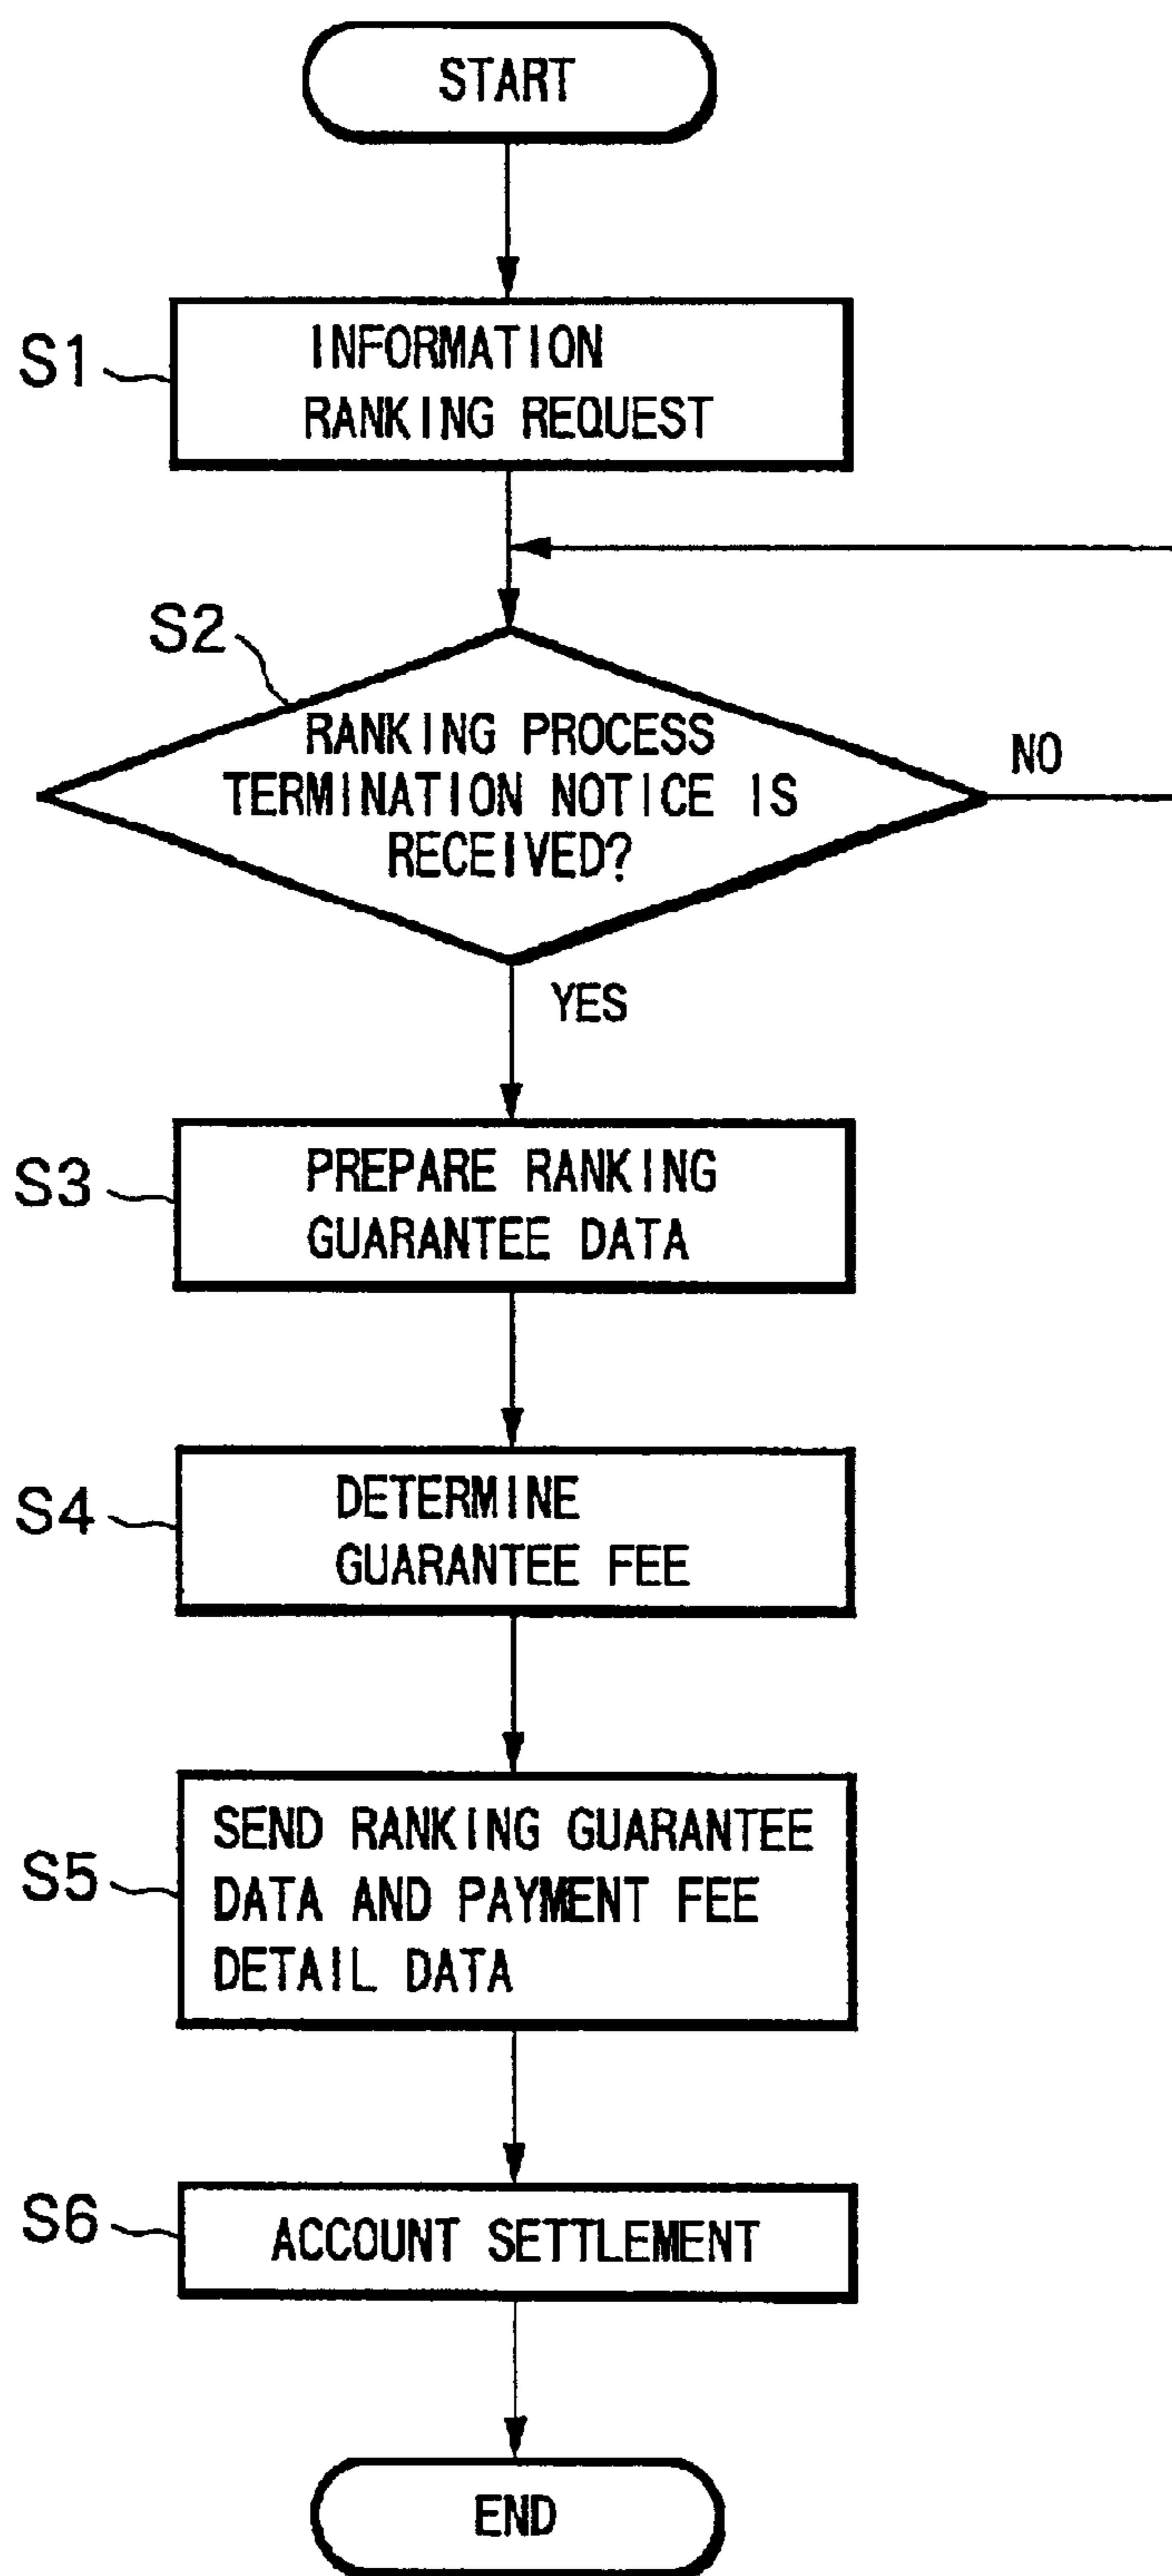 START
S1
INFORMATION
RANKING REQUEST
S2
RANKING PROCESS
TERMINATION NOTICE IS
RECEIVED?
NO
YES
S3
PREPARE RANKING
GUARANTEE DATA
S4
DETERMINE
GUARANTEE FEE
S5
SEND RANKING GUARANTEE
DATA AND PAYMENT FEE
DETAIL DATA
S6
ACCOUNT SETTLEMENT
END